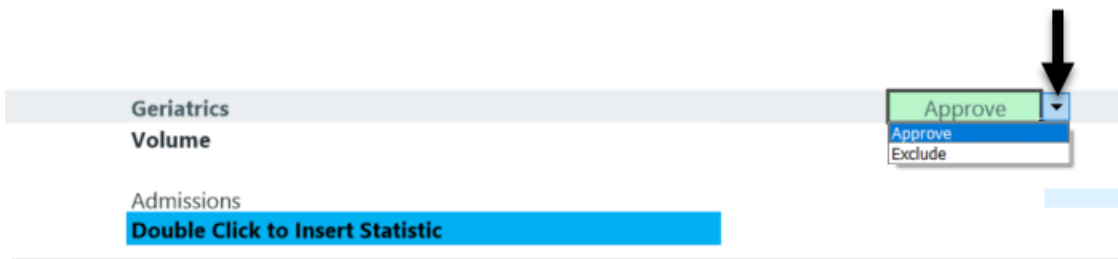 Geriatrics Approve
Volume Approve
Exclude
Admissions
Double Click to Insert Statistic